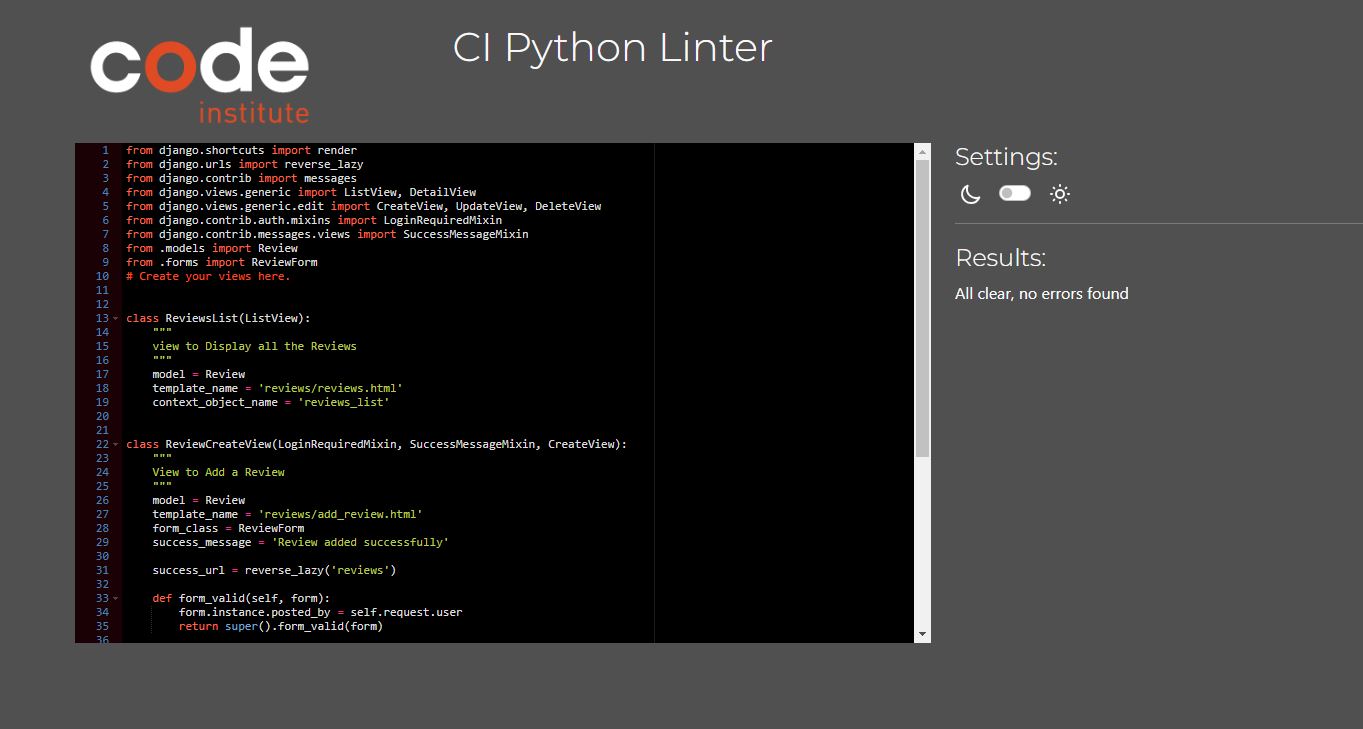 code
institute
CI Python Linter
1 from django.shortcuts import render
2 from django.urls import reverse_lazy
3 from django.contrib import messages
4 from django.views.generic import ListView, DetailView
5 from django.views.generic.edit import CreateView, UpdateView, DeleteView
6 from django.contrib.auth.mixins import LoginRequiredMixin
7 from django.contrib.messages.views import SuccessMessageMixin
8 from .models import Review
9 from .forms import ReviewForm
10 # Create your views here.
11
12
13 class ReviewsList(ListView):
14     """
15     view to Display all the Reviews
16     """
17     model = Review
18     template_name = 'reviews/reviews.html'
19     context_object_name = 'reviews_list'
20
21
22 class ReviewCreateView(LoginRequiredMixin, SuccessMessageMixin, CreateView):
23     """
24     View to Add a Review
25     """
26     model = Review
27     template_name = 'reviews/add_review.html'
28     form_class = ReviewForm
29     success_message = 'Review added successfully'
30
31     success_url = reverse_lazy('reviews')
32
33     def form_valid(self, form):
34         form.instance.posted_by = self.request.user
35         return super().form_valid(form)
36
Settings:
Results:
All clear, no errors found